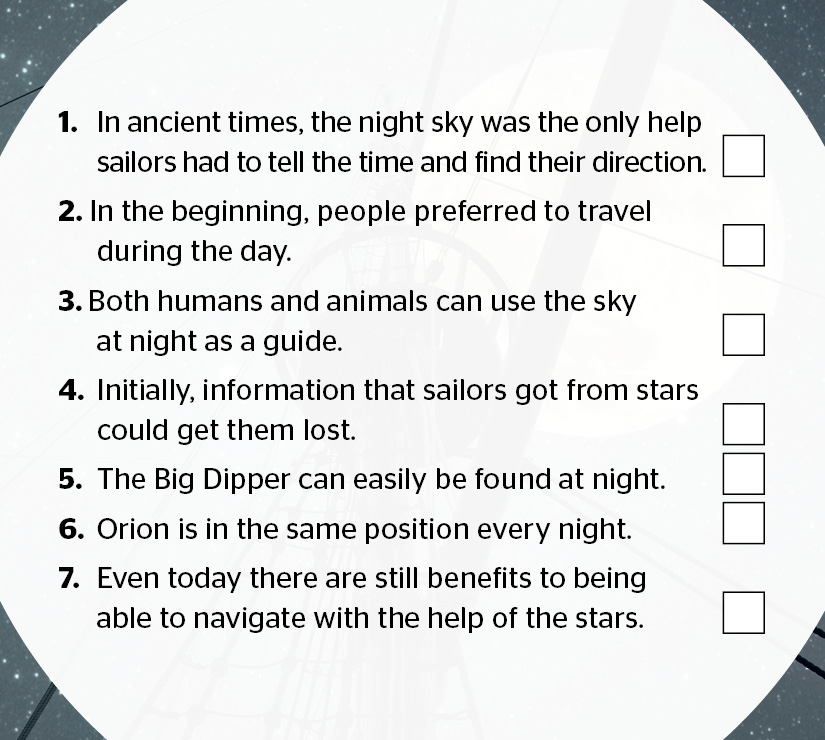 1. In ancient times, the night sky was the only help
sailors had to tell the time and find their direction.
2. In the beginning, people preferred to travel
during the day.
3. Both humans and animals can use the sky
at night as a guide.
4. Initially, information that sailors got from stars
could get them lost.
5. The Big Dipper can easily be found at night.
6. Orion is in the same position every night.
7. Even today there are still benefits to being
able to navigate with the help of the stars.